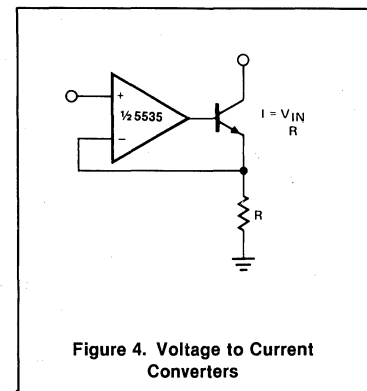 +
½ 5535
−
I = VIN
R
R
Figure 4. Voltage to Current
Converters